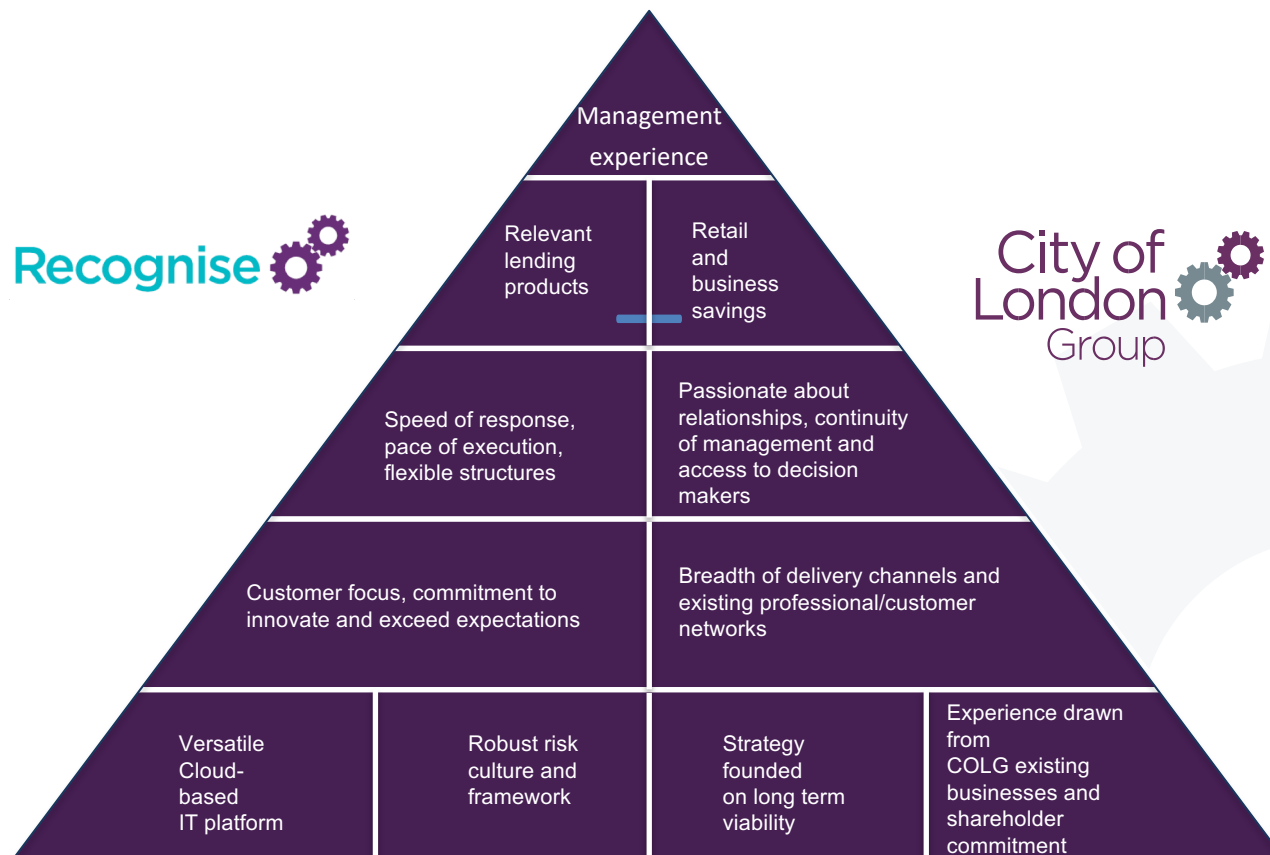 Management
experience
Recognise
City of
London
Group
Relevant
lending
products
Retail
and
business
savings
Speed of response,
pace of execution,
flexible structures
Passionate about
relationships, continuity
of management and
access to decision
makers
Customer focus, commitment to
innovate and exceed expectations
Breadth of delivery channels and
existing professional/customer
networks
Versatile
Cloud-
based
IT platform
Robust risk
culture and
framework
Strategy
founded
on long term
viability
Experience drawn
from
COLG existing
businesses and
shareholder
commitment